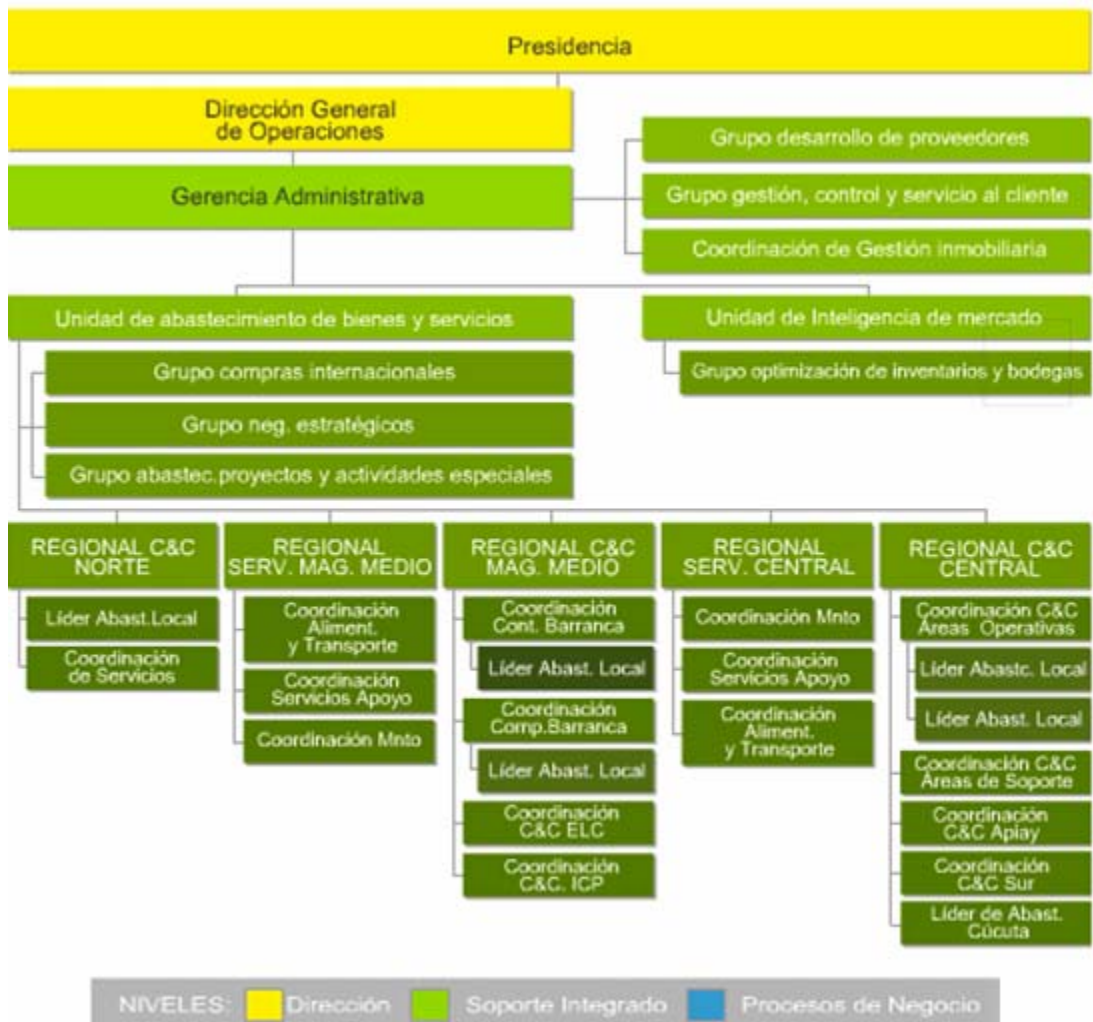 Presidencia
Dirección General
de Operaciones
Gerencia Administrativa
Grupo desarrollo de proveedores
Grupo gestión, control y servicio al cliente
Coordinación de Gestión inmobiliaria
Unidad de abastecimiento de bienes y servicios
Unidad de Inteligencia de mercado
Grupo compras internacionales
Grupo neg. estratégicos
Grupo abastec.proyectos y actividades especiales
Grupo optimización de inventarios y bodegas
REGIONAL C&C
NORTE
Líder Abast.Local
Coordinación
de Servicios
REGIONAL
SERV. MAG. MEDIO
Coordinación
Aliment.
y Transporte
Coordinación
Servicios Apoyo
Coordinación Mnto
REGIONAL C&C
MAG. MEDIO
Coordinación
Cont. Barranca
Líder Abast. Local
Coordinación
Comp.Barranca
Líder Abast. Local
Coordinación
C&C ELC
Coordinación
C&C. ICP
REGIONAL
SERV. CENTRAL
Coordinación Mnto
Coordinación
Servicios Apoyo
Coordinación
Aliment.
y Transporte
REGIONAL C&C
CENTRAL
Coordinación C&C
Áreas Operativas
Líder Abastc. Local
Líder Abast. Local
Coordinación C&C
Áreas de Soporte
Coordinación
C&C Apiay
Coordinación
C&C Sur
Líder de Abast.
Cúcuta
NIVELES: Dirección Soporte Integrado Procesos de Negocio